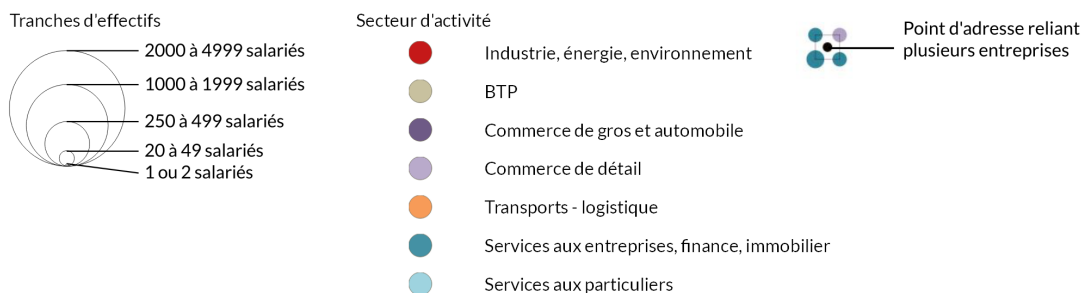 Tranches d'effectifs
2000 à 4999 salariés
1000 à 1999 salariés
250 à 499 salariés
20 à 49 salariés
1 ou 2 salariés
Secteur d'activité
Industrie, énergie, environnement
BTP
Commerce de gros et automobile
Commerce de détail
Transports - logistique
Services aux entreprises, finance, immobilier
Services aux particuliers
Point d'adresse reliant
plusieurs entreprises